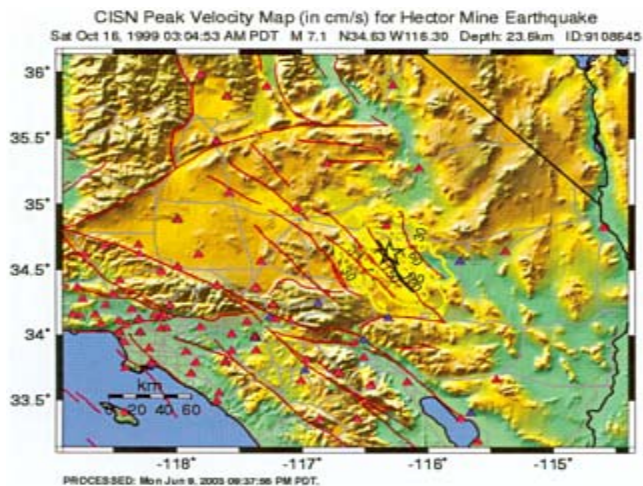 CISN Peak Velocity Map (in cm/s) for Hector Mine Earthquake
Sat Oct 16, 1999 03:04:53 AM PDT M 7.1 N34.63 W116.30 Depth: 23.6km ID:9108645
36°
35.5°
35°
34.5°
34°
33.5°
km
0 20 40 60
-118°
-117°
-116°
-115°
PROCESSED: Mon Jun 9, 2003 09:37:56 PM PDT.